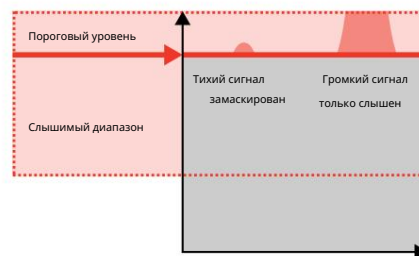 Пороговый уровень
Тихий сигнал
замаскирован
Громкий сигнал
только слышен
Слышимый диапазон